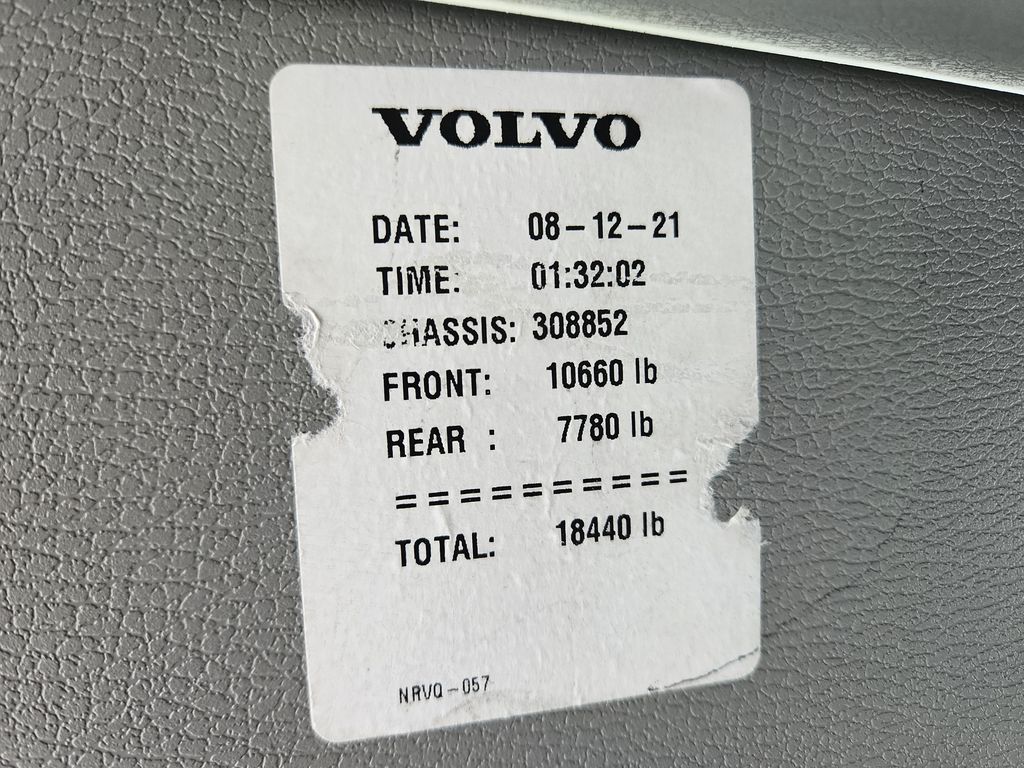 VOLVO
DATE: 08-12-21
TIME: 01:32:02
CHASSIS: 308852
FRONT: 10660 lb
REAR : 7780 lb
==========
TOTAL: 18440 lb
NRVQ-057